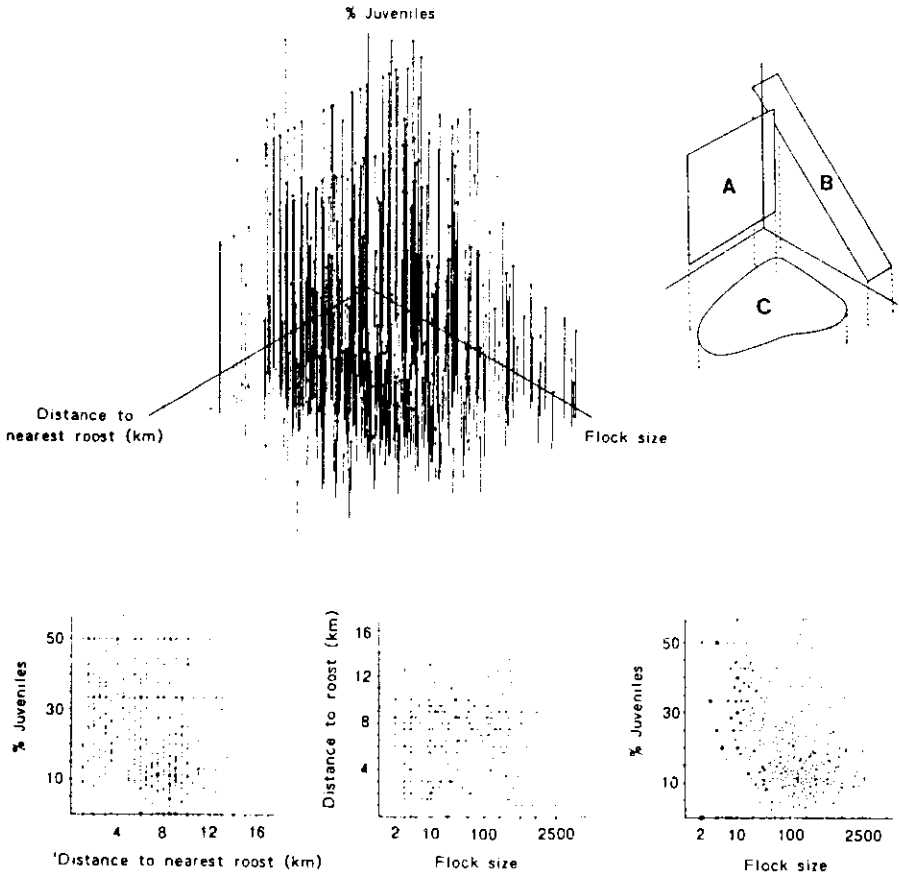 % Juveniles
A
B
C
Distance to
nearest roost (km)
Flock size
% Juveniles
50
30
10
4 8 12 16
Distance to nearest roost (km)
Distance to roost (km)
16
12
8
4
2 10 100 2500
Flock size
% Juveniles
50
30
10
2 10 100 2500
Flock size